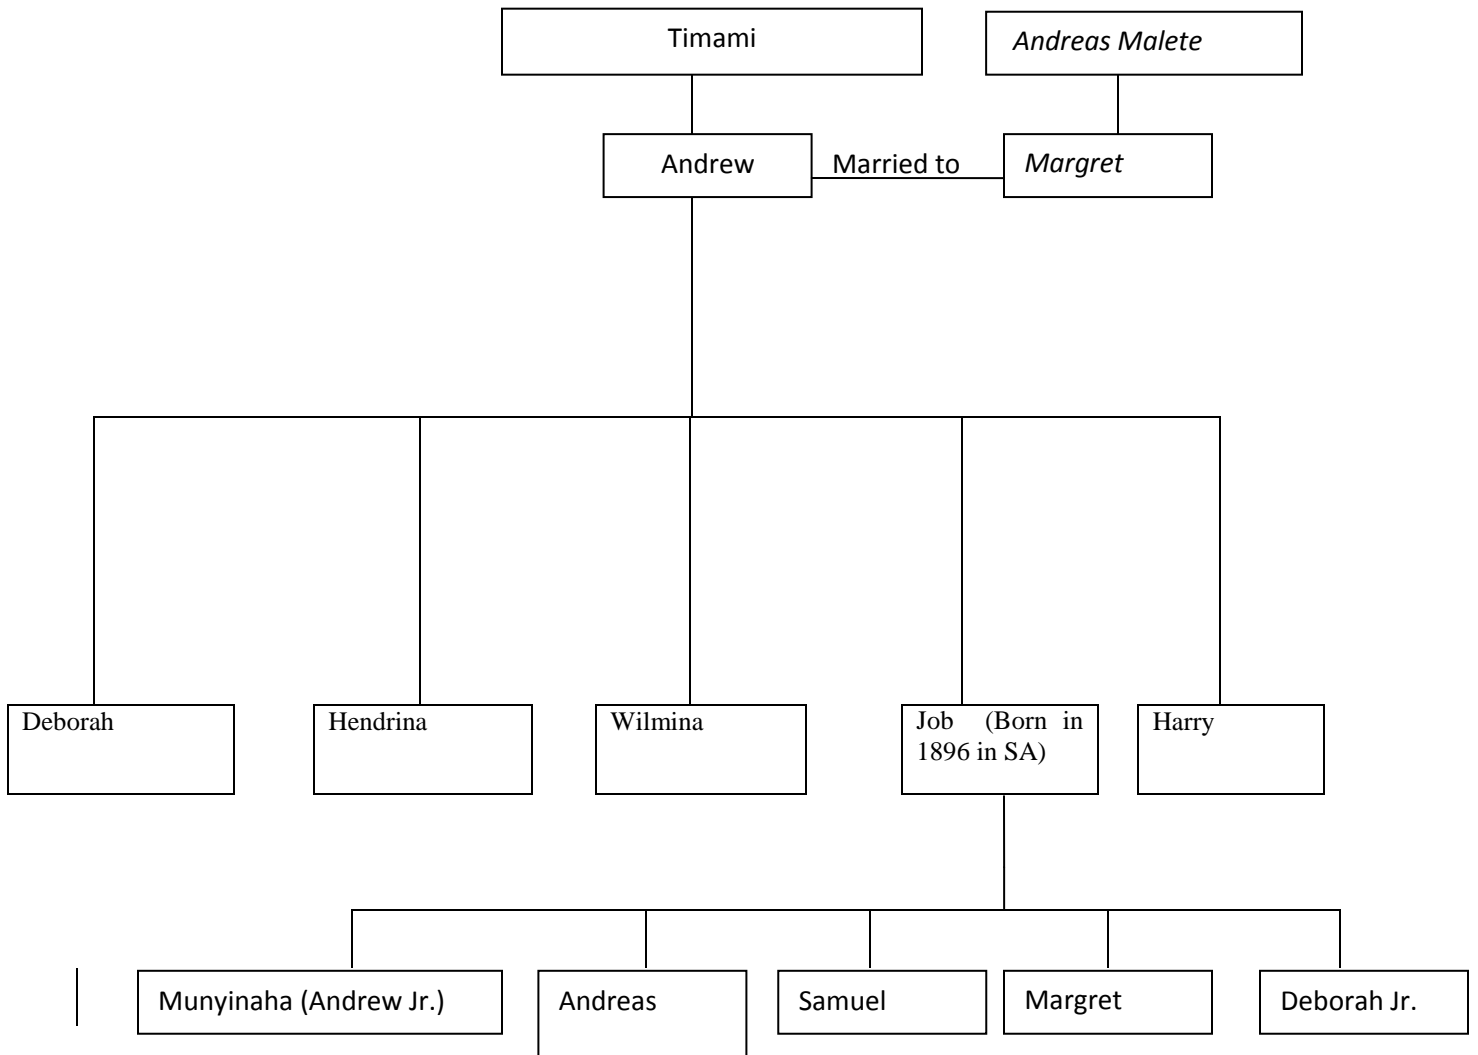 Timami
Andreas Malete
Andrew
Married to
Margret
Deborah
Hendrina
Wilmina
Job (Born in
1896 in SA)
Harry
Munyinaha (Andrew Jr.)
Andreas
Samuel
Margret
Deborah Jr.